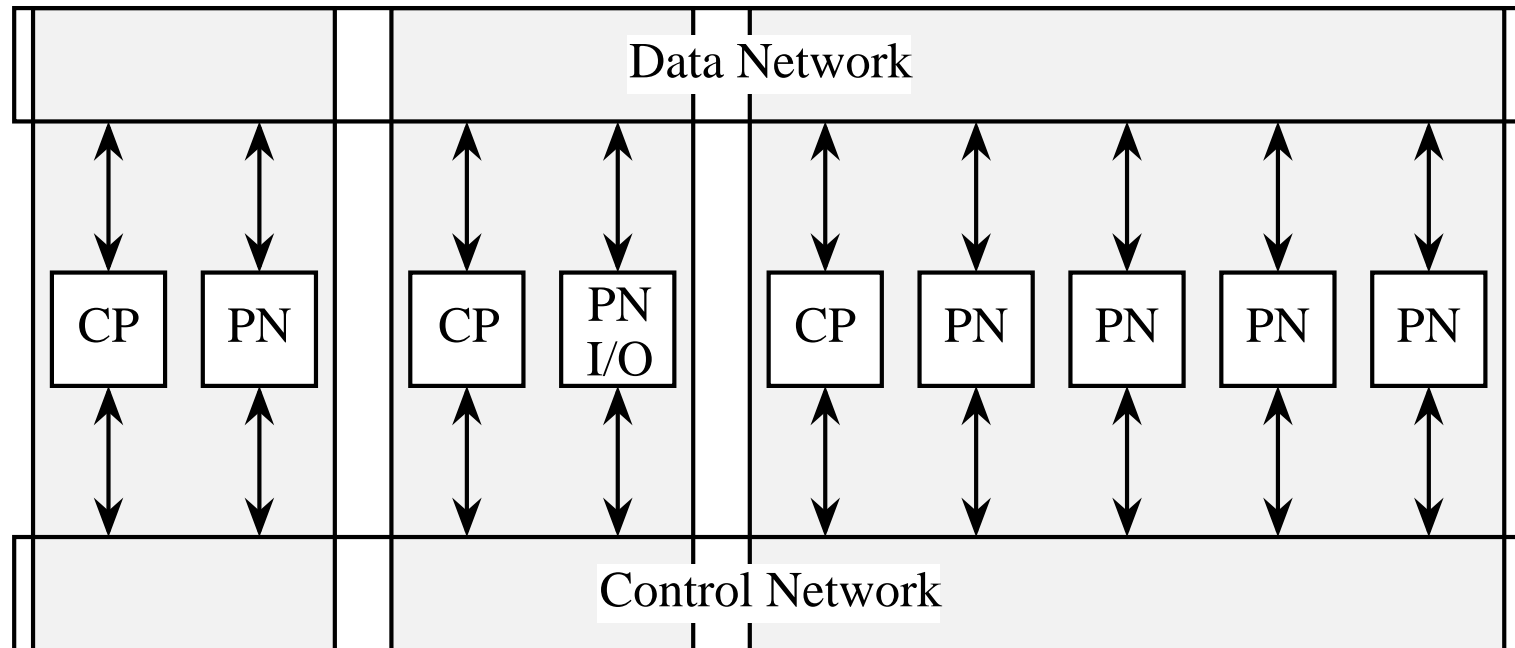 Data Network
CP
PN
CP
PN
I/O
CP
PN
PN
PN
PN
Control Network